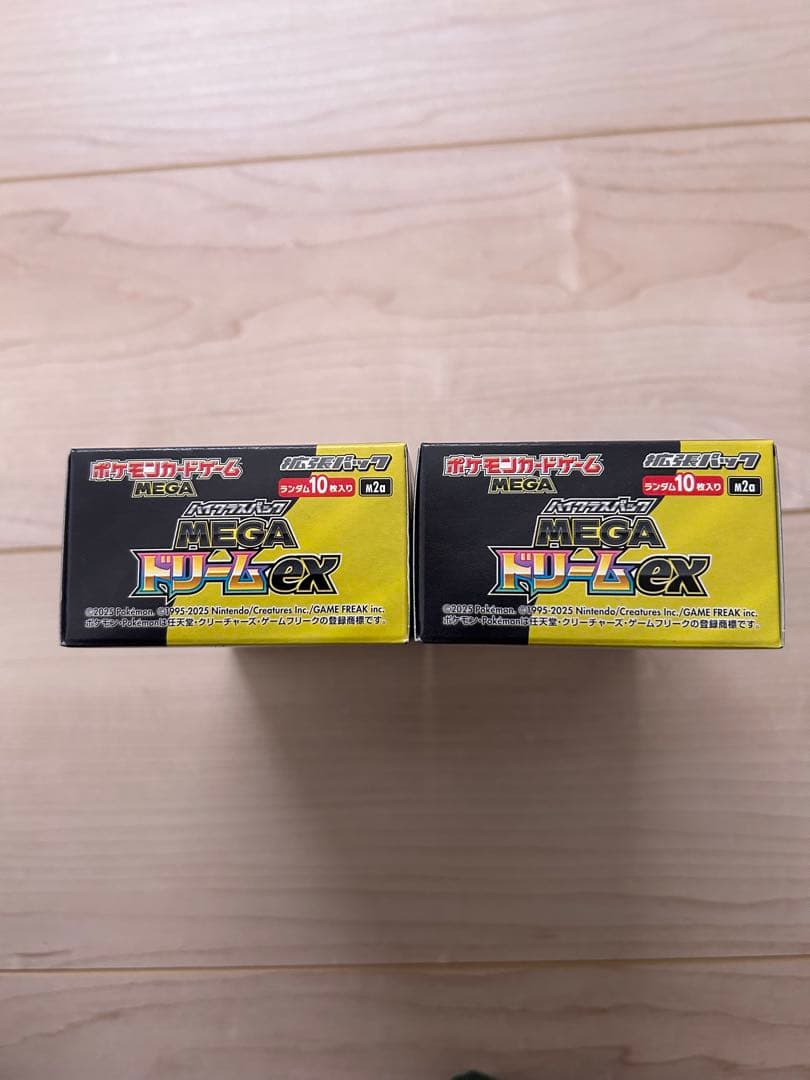 ポケモンカードゲーム
MEGA
拡張パック
ランダム10枚入り
M2a
ハイクラスパック
MEGA
ドリームex
©2025 Pokémon. ©1995-2025 Nintendo/Creatures Inc./GAME FREAK inc.
ポケモン・Pokémonは任天堂・クリーチャーズ・ゲームフリークの登録商標です。
ポケモンカードゲーム
MEGA
拡張パック
ランダム10枚入り
M2a
ハイクラスパック
MEGA
ドリームex
©2025 Pokémon. ©1995-2025 Nintendo/Creatures Inc./GAME FREAK inc.
ポケモン・Pokémonは任天堂・クリーチャーズ・ゲームフリークの登録商標です。